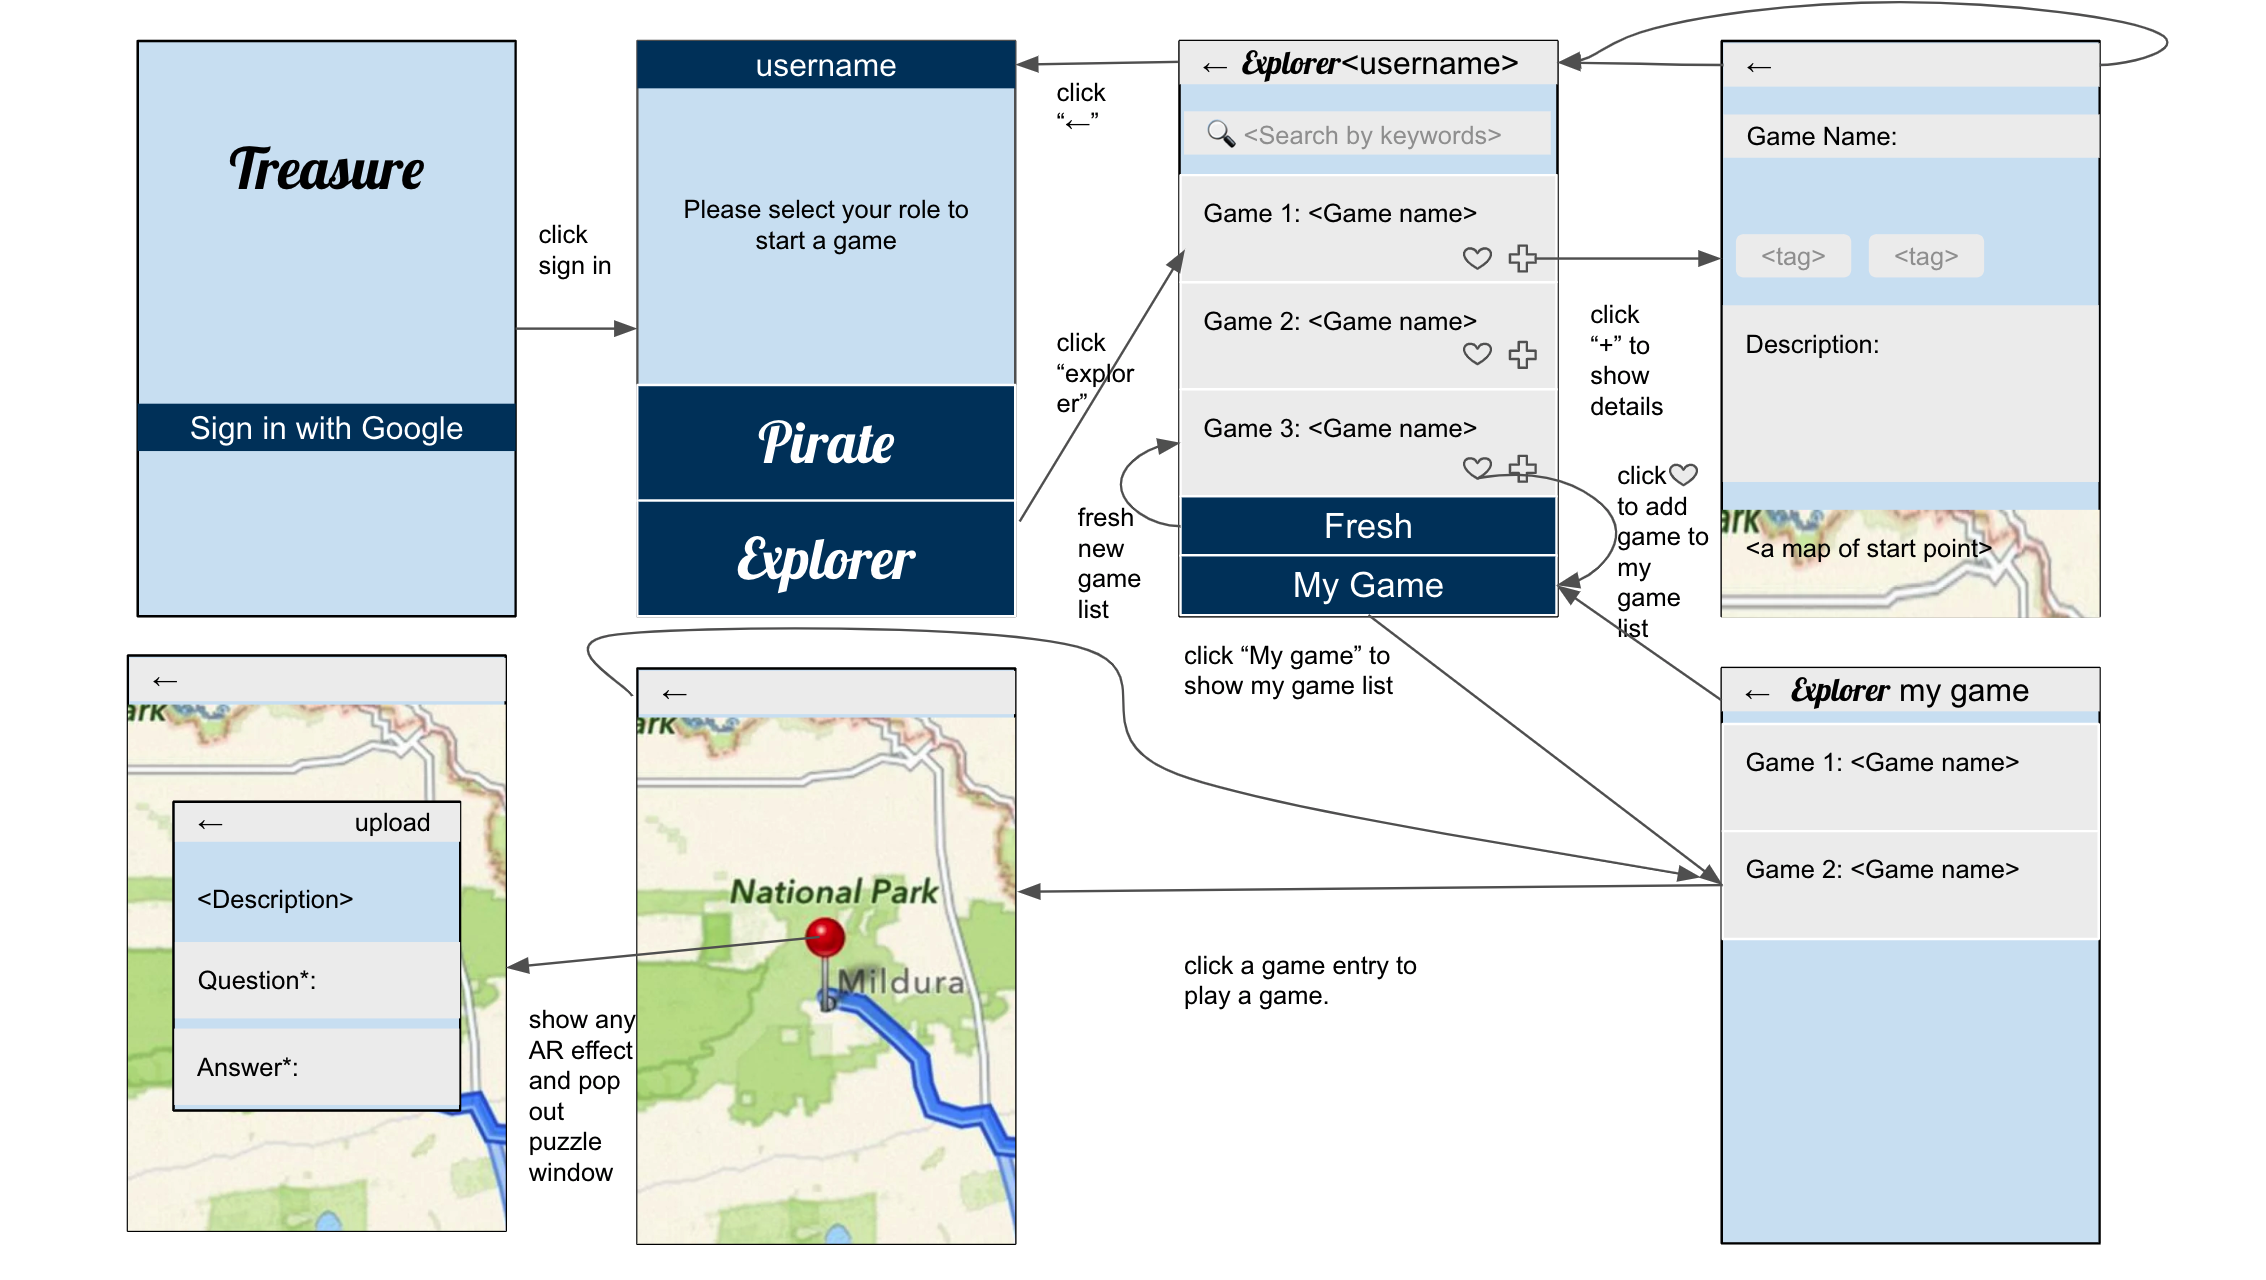 Treasure
Sign in with Google
click
sign in
username
Please select your role to
start a game
Pirate
Explorer
click
“←”
click
“explor
er”
fresh
new
game
list
← Explorer<username>
<Search by keywords>
Game 1: <Game name>
Game 2: <Game name>
Game 3: <Game name>
Fresh
My Game
click
“+” to
show
details
click
to add
game to
my
game
list
←
Game Name:
<tag> <tag>
Description:
ark
<a map of start point>
←
ark
← upload
<Description>
Question*:
Answer*:
show any
AR effect
and pop
out
puzzle
window
←
ark
National Park
Mildura
click “My game” to
show my game list
click a game entry to
play a game.
← Explorer my game
Game 1: <Game name>
Game 2: <Game name>